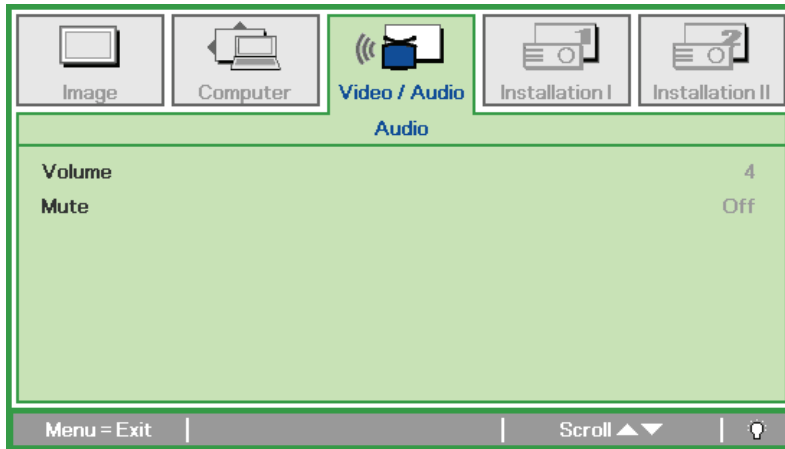 Image Computer Video / Audio Installation I Installation II
Audio
Volume 4
Mute Off
Menu = Exit Scroll ▲▼